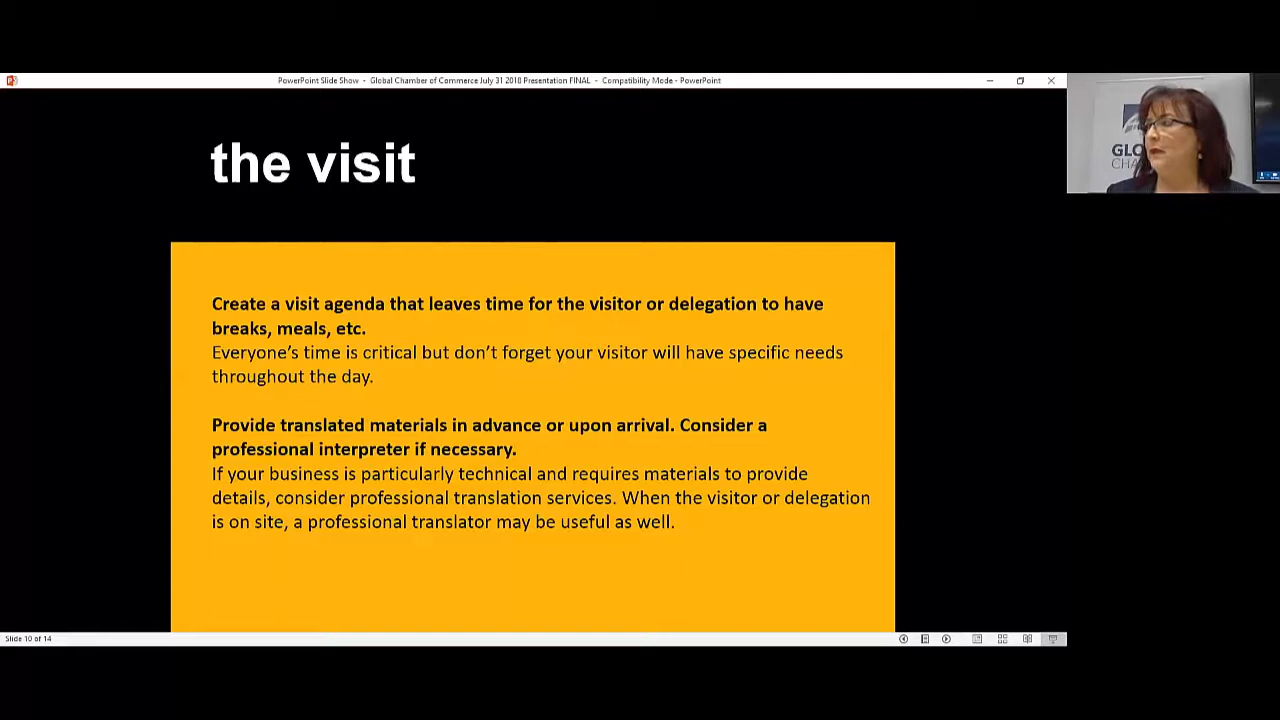 PowerPoint Slide Show - Global Chamber of Commerce July 31 2018 Presentation FINAL - Compatibility Mode - PowerPoint
GLO
CHA
the visit
Create a visit agenda that leaves time for the visitor or delegation to have
breaks, meals, etc.
Everyone's time is critical but don't forget your visitor will have specific needs
throughout the day.
Provide translated materials in advance or upon arrival. Consider a
professional interpreter if necessary.
If your business is particularly technical and requires materials to provide
details, consider professional translation services. When the visitor or delegation
is on site, a professional translator may be useful as well.
Slide 10 of 14